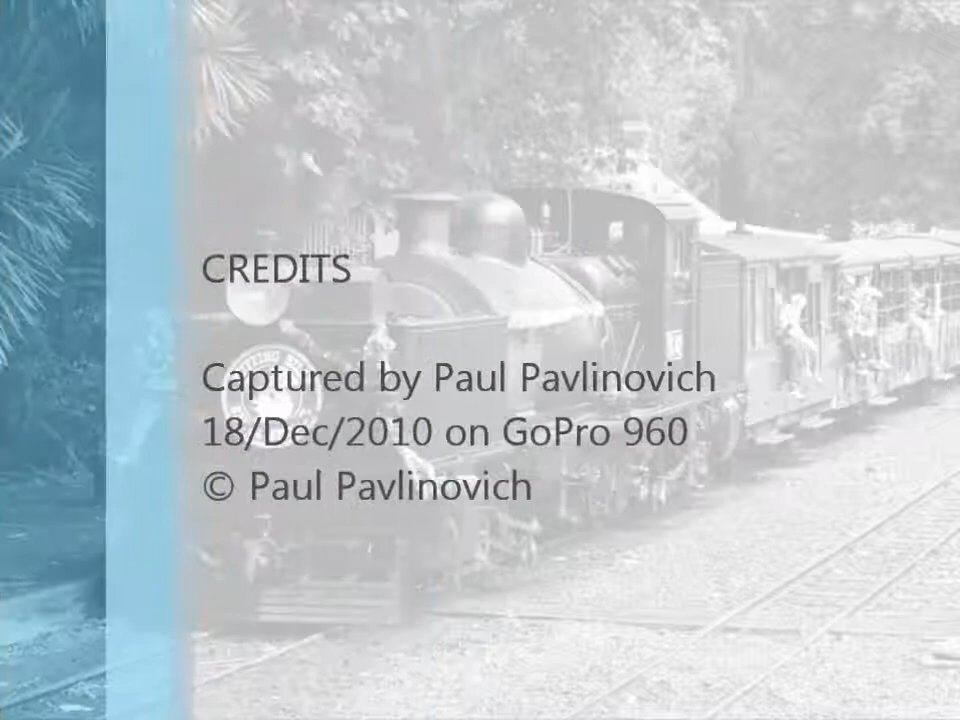 CREDITS
Captured by Paul Pavlinovich
18/Dec/2010 on GoPro 960
© Paul Pavlinovich